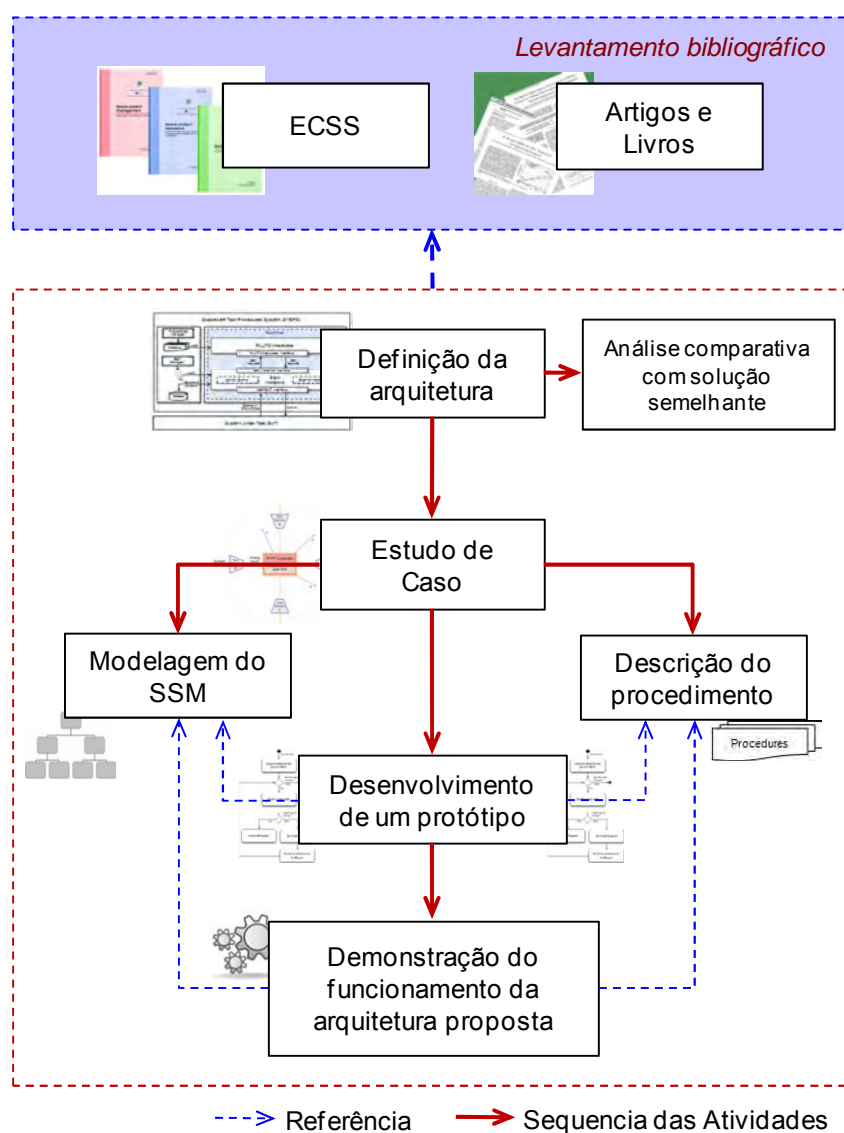 Levantamento bibliográfico
ECSS
Artigos e
Livros
Definição da
arquitetura
Análise comparativa
com solução
semelhante
Estudo de
Caso
Modelagem do
SSM
Descrição do
procedimento
Procedures
Desenvolvimento
de um protótipo
Demonstração do
funcionamento da
arquitetura proposta
Referência
Sequencia das Atividades